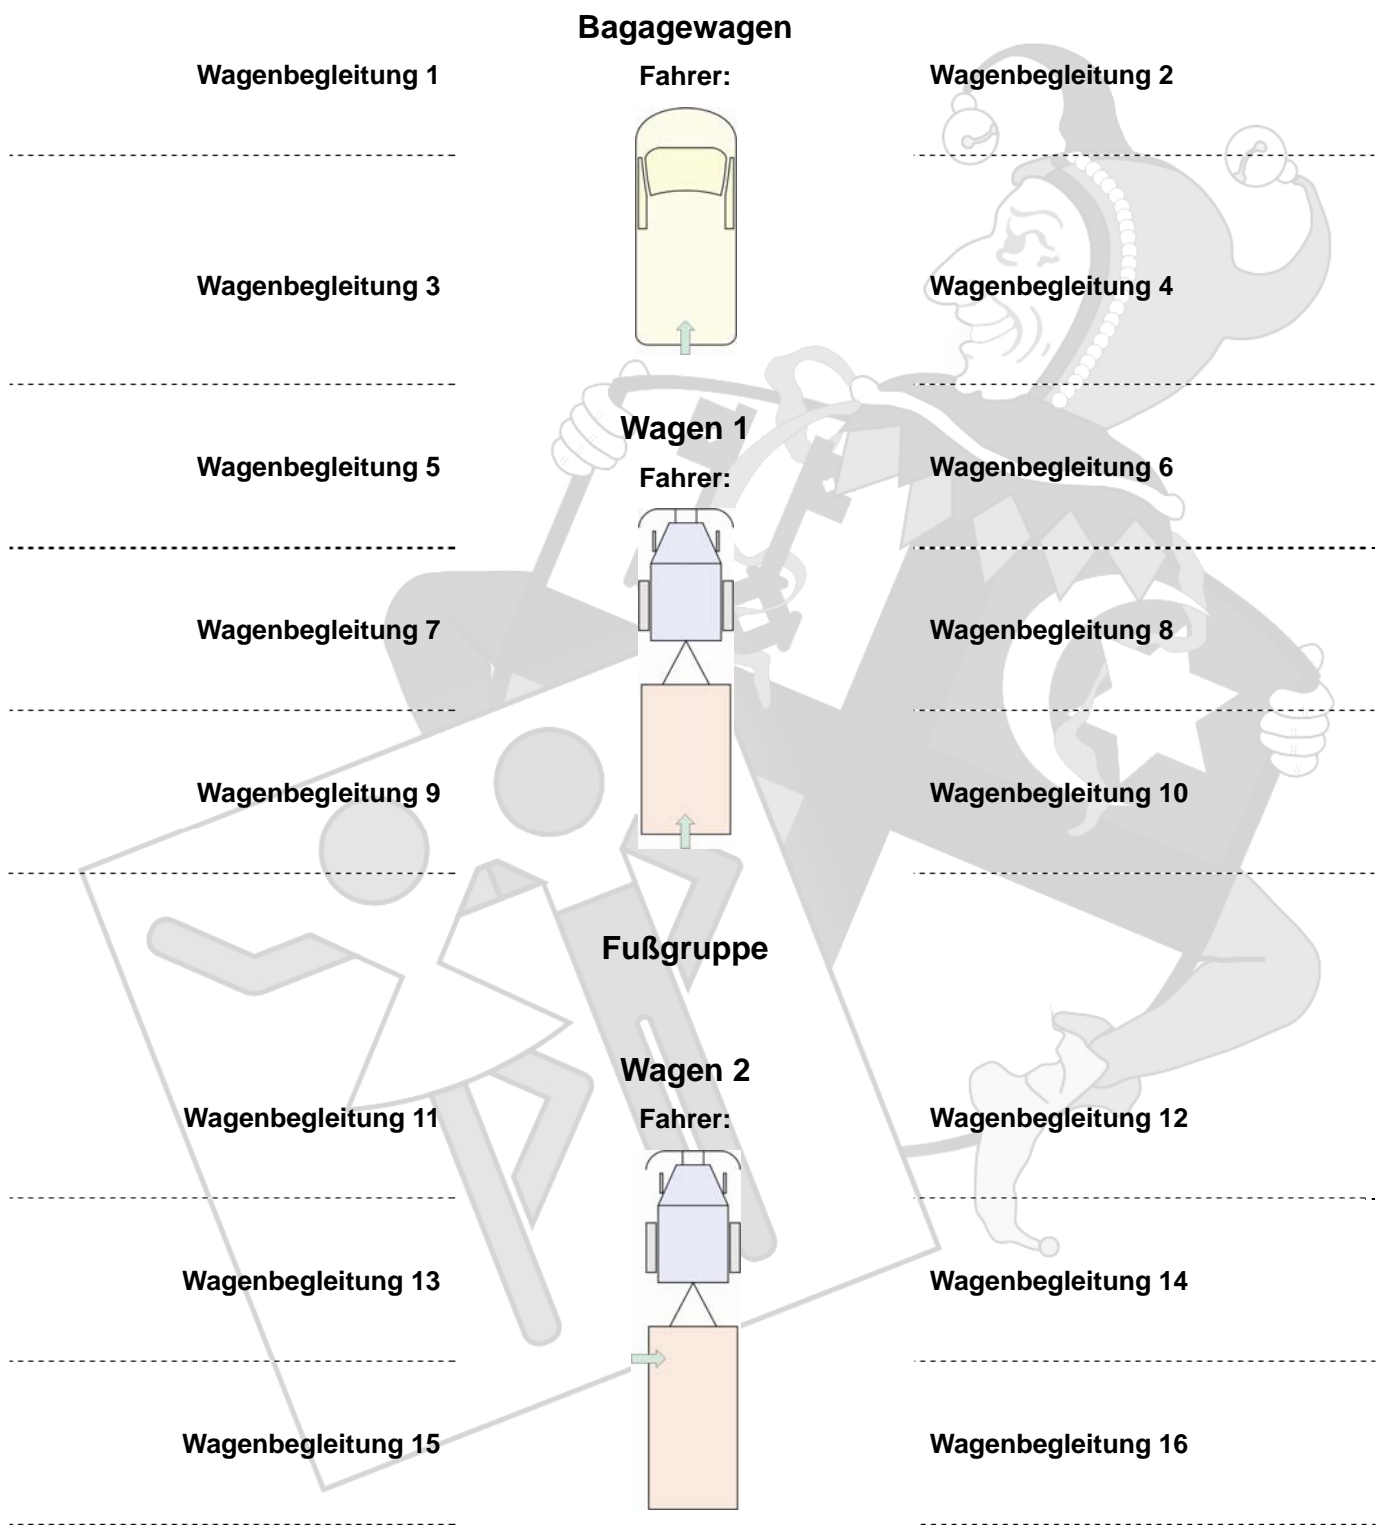 Bagagewagen
Wagenbegleitung 1
Fahrer:
Wagenbegleitung 2
Wagenbegleitung 3
Wagenbegleitung 4
Wagen 1
Wagenbegleitung 5
Fahrer:
Wagenbegleitung 6
Wagenbegleitung 7
Wagenbegleitung 8
Wagenbegleitung 9
Wagenbegleitung 10
Fußgruppe
Wagen 2
Wagenbegleitung 11
Fahrer:
Wagenbegleitung 12
Wagenbegleitung 13
Wagenbegleitung 14
Wagenbegleitung 15
Wagenbegleitung 16